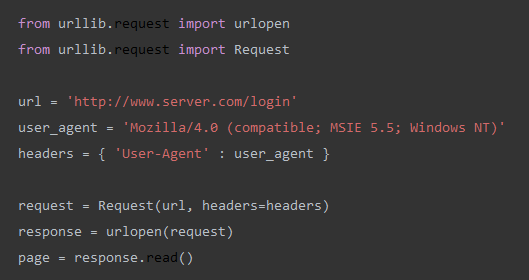 from urllib.request import urlopen
from urllib.request import Request
url = 'http://www.server.com/login'
user_agent = 'Mozilla/4.0 (compatible; MSIE 5.5; Windows NT)'
headers = { 'User-Agent' : user_agent }
request = Request(url, headers=headers)
response = urlopen(request)
page = response.read()